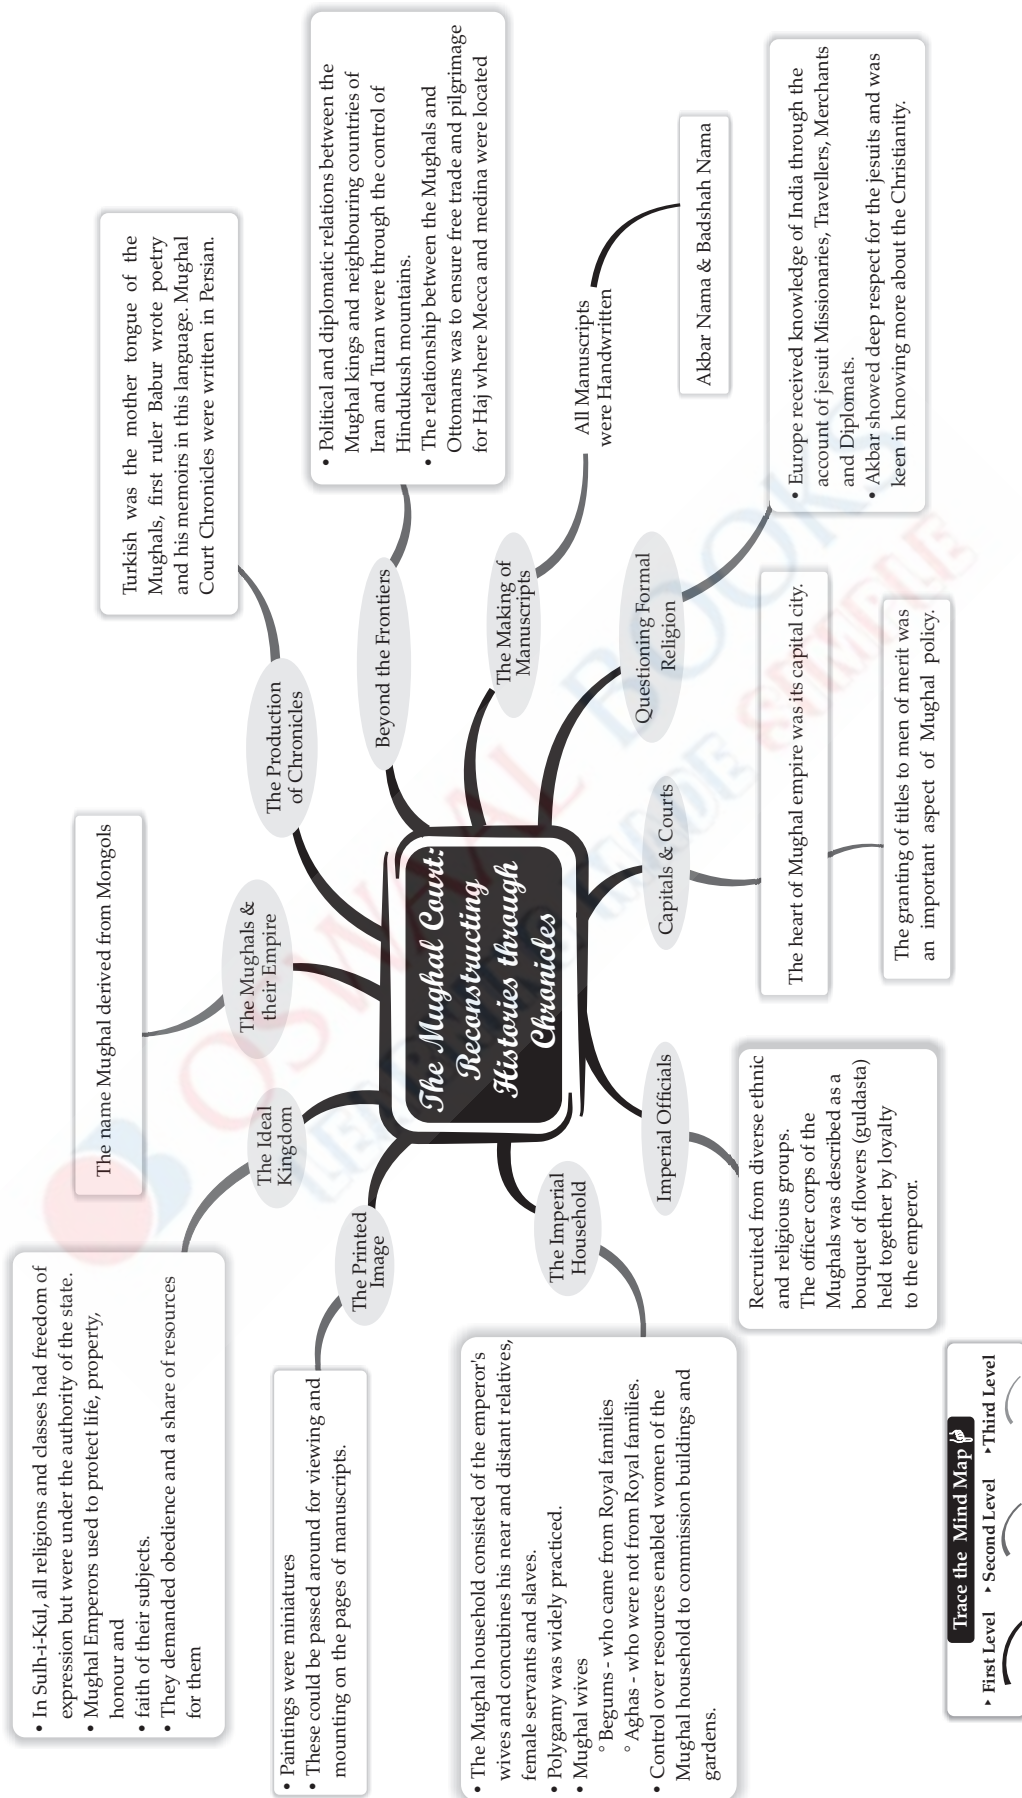 The Mughal Court:
Reconstructing
Histories through
Chronicles
The Ideal
Kingdom
• In Sulh-i-Kul, all religions and classes had freedom of
expression but were under the authority of the state.
• Mughal Emperors used to protect life, property,
honour and
• faith of their subjects.
• They demanded obedience and a share of resources
for them
The Mughals &
their Empire
The name Mughal derived from Mongols
The Production
of Chronicles
Turkish was the mother tongue of the
Mughals, first ruler Babur wrote poetry
and his memoirs in this language. Mughal
Court Chronicles were written in Persian.
Beyond the Frontiers
• Political and diplomatic relations between the
Mughal kings and neighbouring countries of
Iran and Turan were through the control of
Hindukush mountains.
• The relationship between the Mughals and
Ottomans was to ensure free trade and pilgrimage
for Haj where Mecca and medina were located
The Making of
Manuscripts
All Manuscripts
were Handwritten
Akbar Nama & Badshah Nama
Questioning Formal
Religion
• Europe received knowledge of India through the
account of jesuit Missionaries, Travellers, Merchants
and Diplomats.
• Akbar showed deep respect for the jesuits and was
keen in knowing more about the Christianity.
Capitals & Courts
The heart of Mughal empire was its capital city.
The granting of titles to men of merit was
an important aspect of Mughal policy.
Imperial Officials
Recruited from diverse ethnic
and religious groups.
The officer corps of the
Mughals was described as a
bouquet of flowers (guldasta)
held together by loyalty
to the emperor.
The Imperial
Household
• The Mughal household consisted of the emperor's
wives and concubines his near and distant relatives,
female servants and slaves.
• Polygamy was widely practiced.
• Mughal wives
° Begums - who came from Royal families
° Aghas - who were not from Royal families.
• Control over resources enabled women of the
Mughal household to commission buildings and
gardens.
The Printed
Image
• Paintings were miniatures
• These could be passed around for viewing and
mounting on the pages of manuscripts.
Trace the Mind Map
▸ First Level ▸ Second Level ▸Third Level
OSWAAL BOOKS
LEARNING MADE SIMPLE